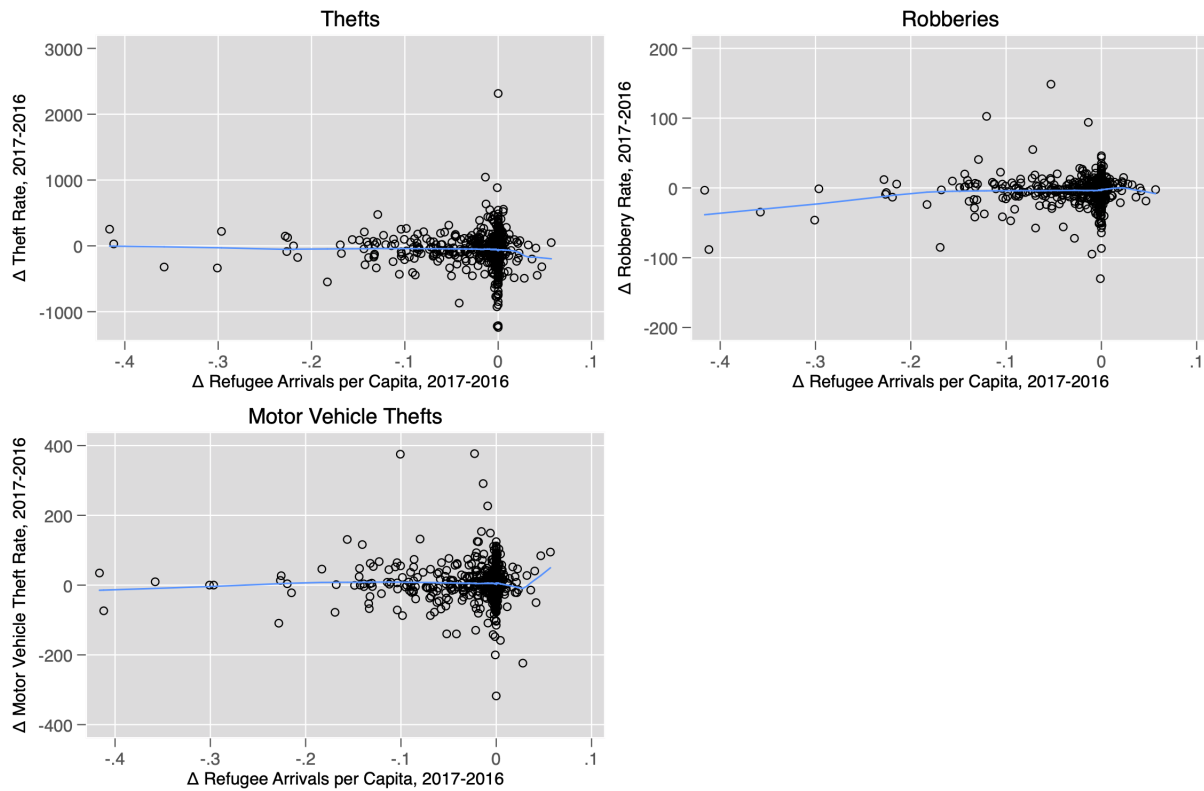 Thefts
3000
2000
1000
0
-1000
Δ Theft Rate, 2017-2016
-.4 -.3 -.2 -.1 0 .1
Δ Refugee Arrivals per Capita, 2017-2016
Robberies
200
100
0
-100
-200
Δ Robbery Rate, 2017-2016
-.4 -.3 -.2 -.1 0 .1
Δ Refugee Arrivals per Capita, 2017-2016
Motor Vehicle Thefts
400
200
0
-200
-400
Δ Motor Vehicle Theft Rate, 2017-2016
-.4 -.3 -.2 -.1 0 .1
Δ Refugee Arrivals per Capita, 2017-2016